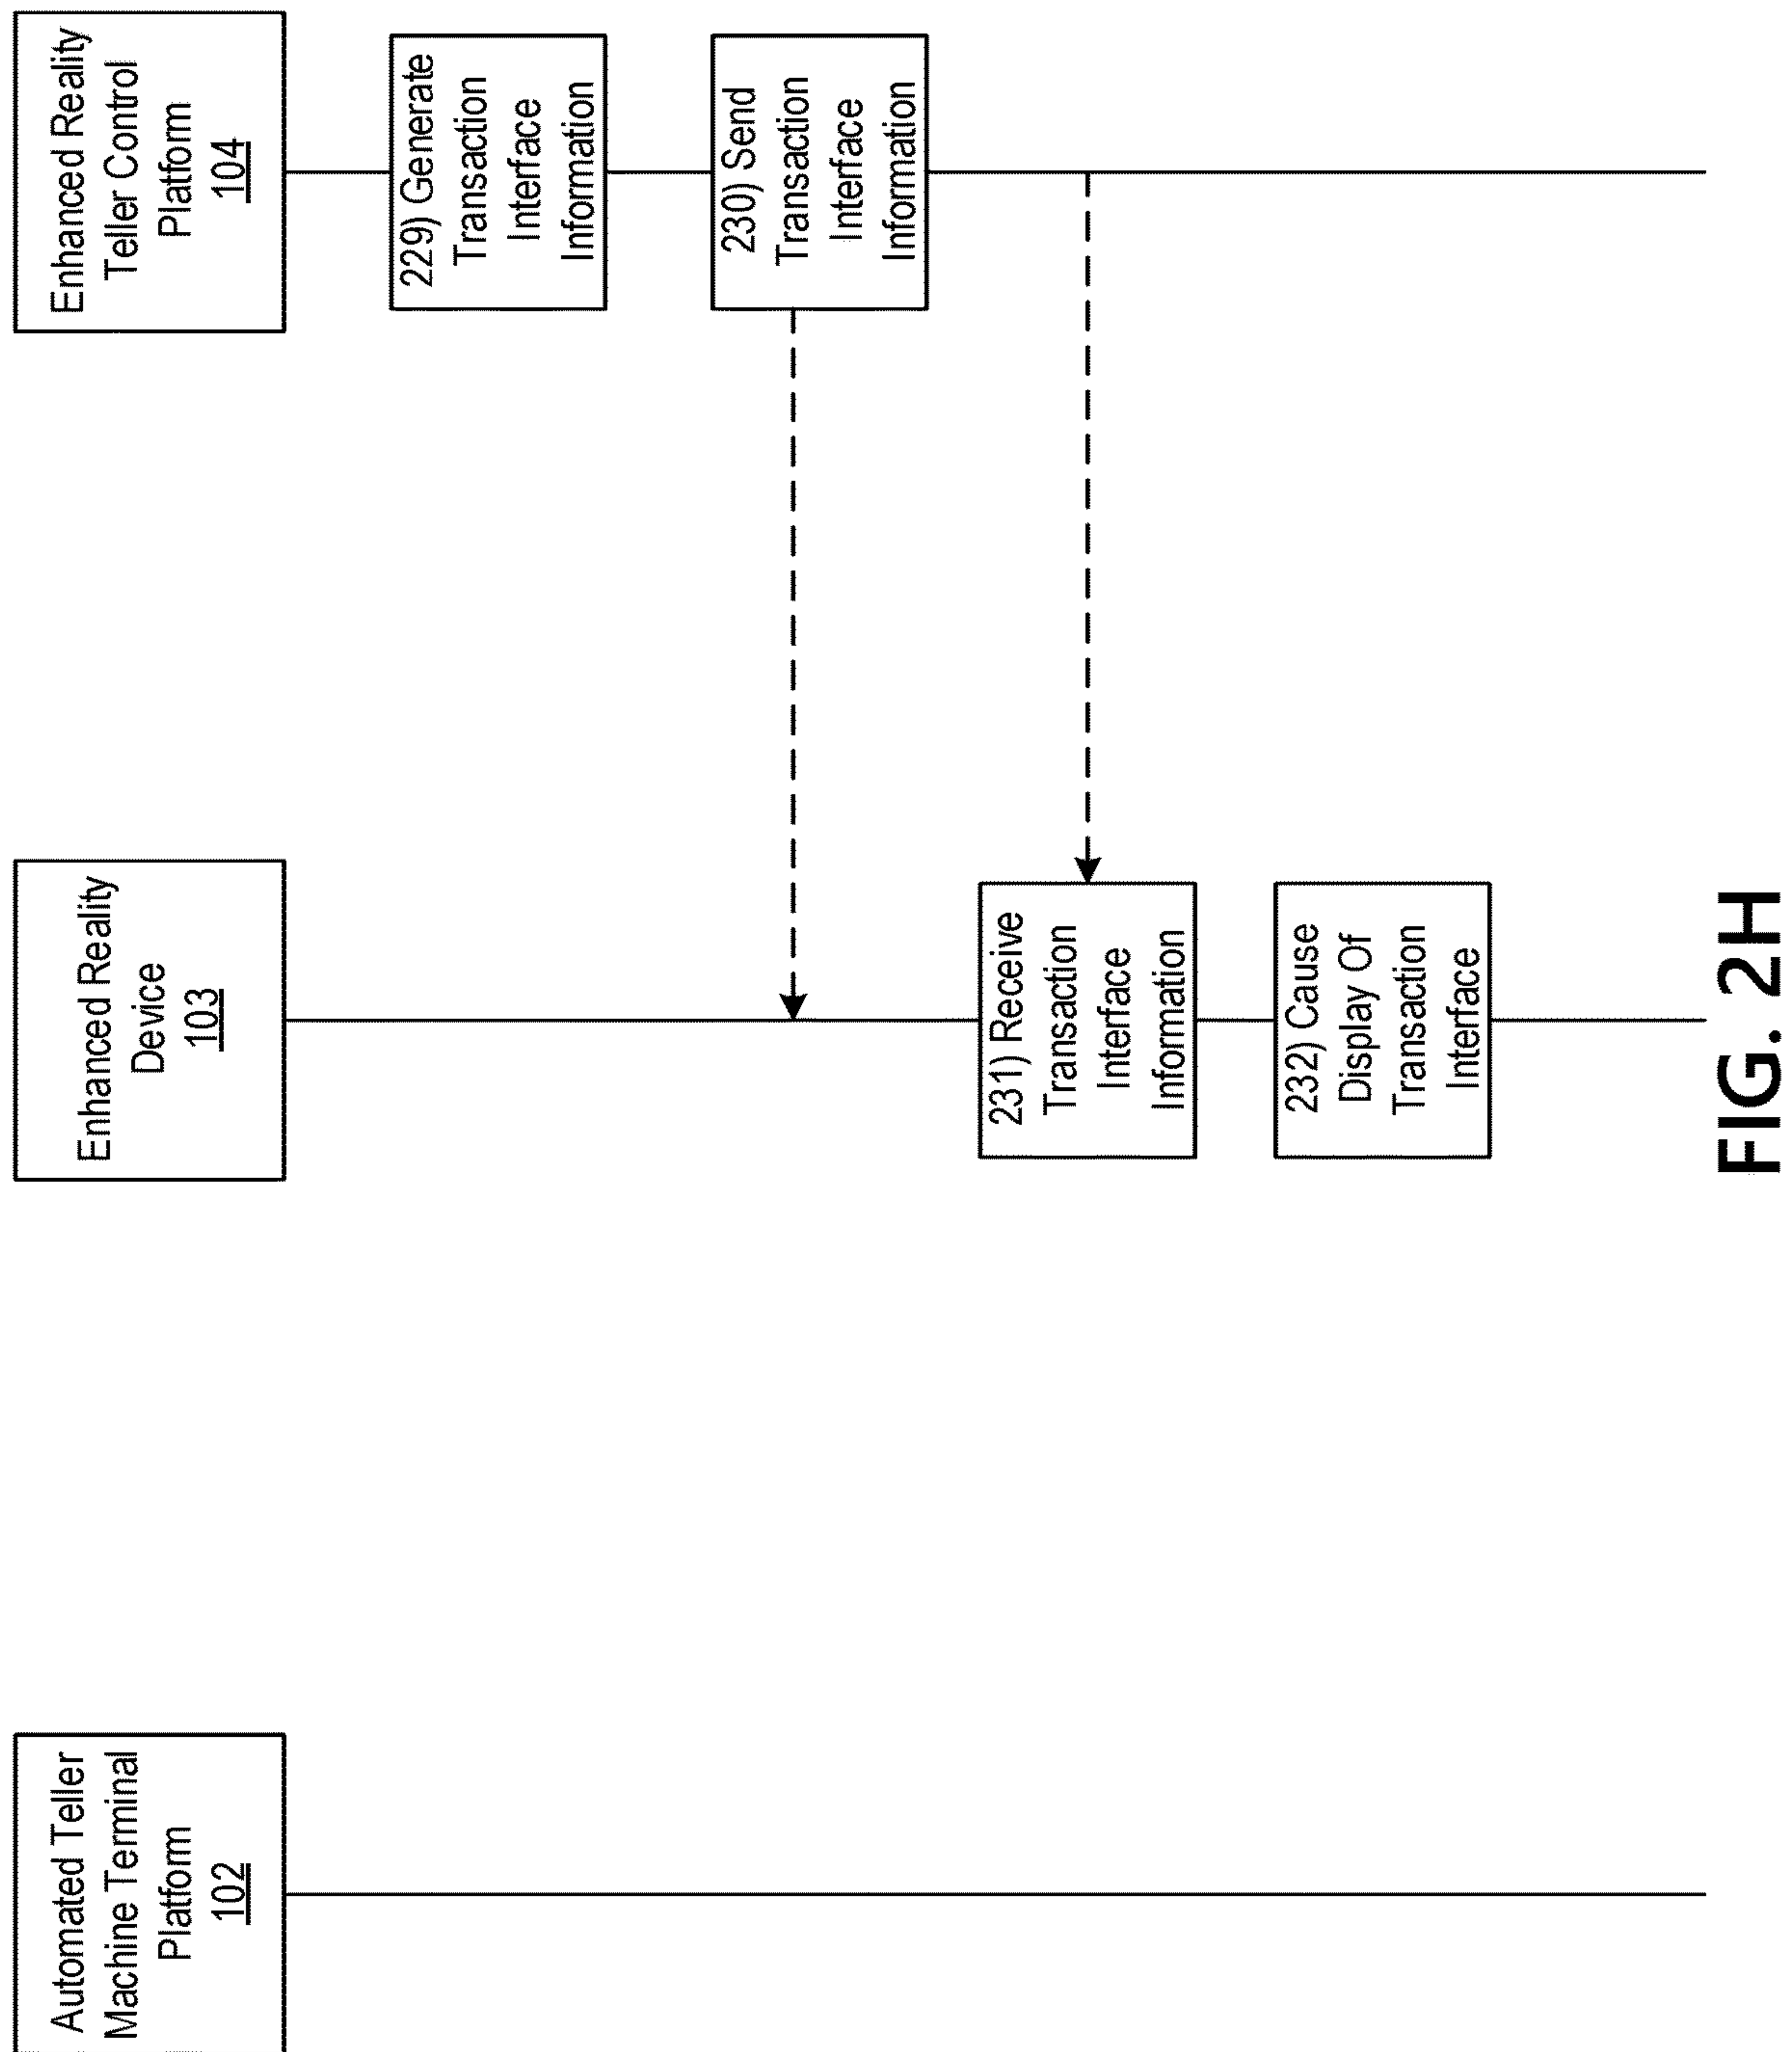 Automated Teller
Machine Terminal
Platform
102
Enhanced Reality
Device
103
Enhanced Reality
Teller Control
Platform
104
229) Generate
Transaction
Interface
Information
230) Send
Transaction
Interface
Information
231) Receive
Transaction
Interface
Information
232) Cause
Display Of
Transaction
Interface
FIG. 2H